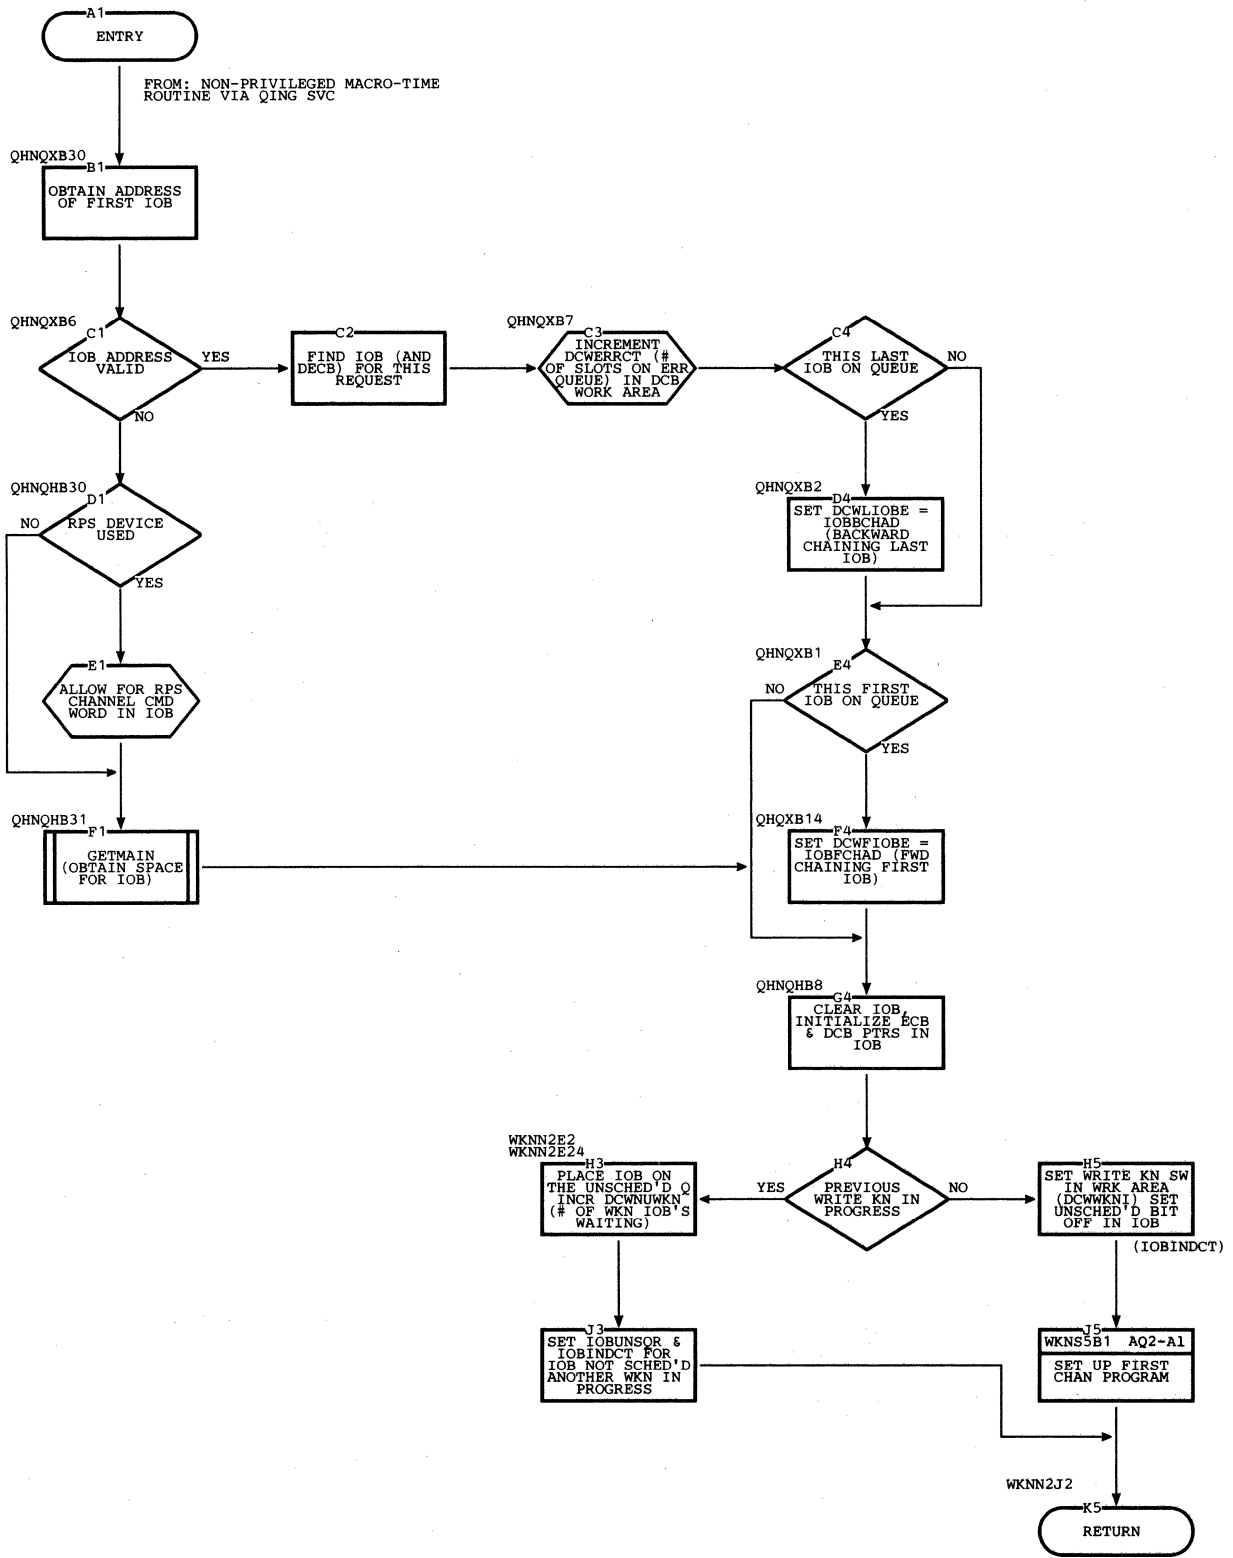 A1
ENTRY
FROM: NON-PRIVILEGED MACRO-TIME
ROUTINE VIA QING SVC
QHNQXB30
B1
OBTAIN ADDRESS
OF FIRST IOB
QHNQXB6
C1
IOB ADDRESS
VALID
YES
NO
C2
FIND IOB (AND
DECB) FOR THIS
REQUEST
QHNQXB7
C3
INCREMENT
DCWERRCT (#
OF SLOTS ON ERR
QUEUE) IN DCB
WORK AREA
C4
THIS LAST
IOB ON QUEUE
NO
YES
QHNQHB30
D1
RPS DEVICE
USED
NO
YES
QHNQXB2
D4
SET DCWLIOBE =
IOBBCHAD
(BACKWARD
CHAINING LAST
IOB)
E1
ALLOW FOR RPS
CHANNEL CMD
WORD IN IOB
QHNQXB1
E4
THIS FIRST
IOB ON QUEUE
NO
YES
QHNQHB31
F1
GETMAIN
(OBTAIN SPACE
FOR IOB)
QHQXB14
F4
SET DCWFIOBE =
IOBFCHAD (FWD
CHAINING FIRST
IOB)
QHNQHB8
G4
CLEAR IOB,
INITIALIZE ECB
& DCB PTRS IN
IOB
WKNN2E2
WKNN2E24
H3
PLACE IOB ON
THE UNSCHED'D Q
INCR DCWNUWKN
(# OF WKN IOB'S
WAITING)
H4
PREVIOUS
WRITE KN IN
PROGRESS
YES
NO
H5
SET WRITE KN SW
IN WRK AREA
(DCWWKNI) SET
UNSCHED'D BIT
OFF IN IOB
(IOBINDCT)
J3
SET IOBUNSQR &
IOBINDCT FOR
IOB NOT SCHED'D
ANOTHER WKN IN
PROGRESS
J5
WKNS5B1 AQ2-A1
SET UP FIRST
CHAN PROGRAM
WKNN2J2
K5
RETURN